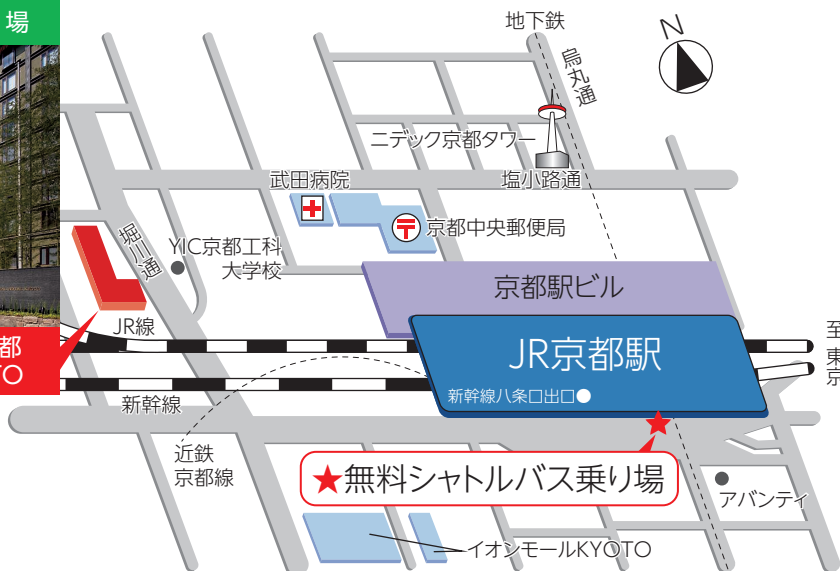 場
地下鉄
N
烏丸通
ニデック京都タワー
武田病院
塩小路通
堀川通
YIC京都工科
大学校
京都中央郵便局
京都駅ビル
JR線
都
TO
JR京都駅
至
東
京
新幹線
新幹線八条口出口●
近鉄
京都線
★無料シャトルバス乗り場
アバンティ
イオンモールKYOTO